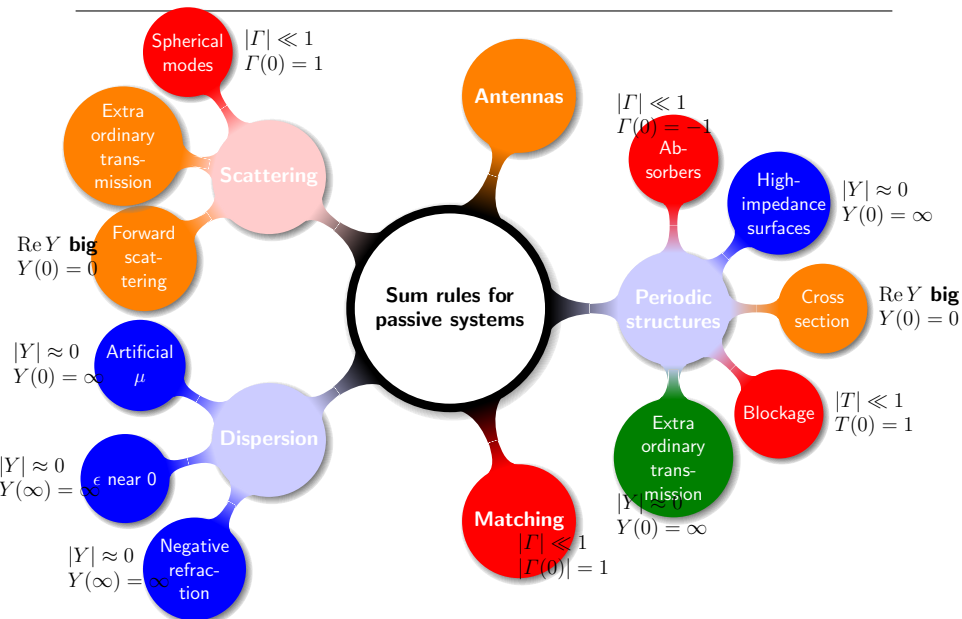 Spherical
modes
|Γ| ≪ 1
Γ(0) = 1
Extra
ordinary
trans-
mission
Scattering
Forward
scat-
tering
Re Y big
Y(0) = 0
Antennas
Sum rules for
passive systems
|Γ| ≪ 1
Γ(0) = −1
Ab-
sorbers
High-
impedance
surfaces
|Y| ≈ 0
Y(0) = ∞
Periodic
structures
Cross
section
Re Y big
Y(0) = 0
Blockage
|T| ≪ 1
T(0) = 1
Extra
ordinary
trans-
mission
|Y| ≈ 0
Y(0) = ∞
Artificial
μ
|Y| ≈ 0
Y(0) = ∞
Dispersion
ϵ near 0
|Y| ≈ 0
Y(∞) = ∞
Negative
refrac-
tion
|Y| ≈ 0
Y(∞) = ∞
Matching
|Γ| ≪ 1
|Γ(0)| = 1